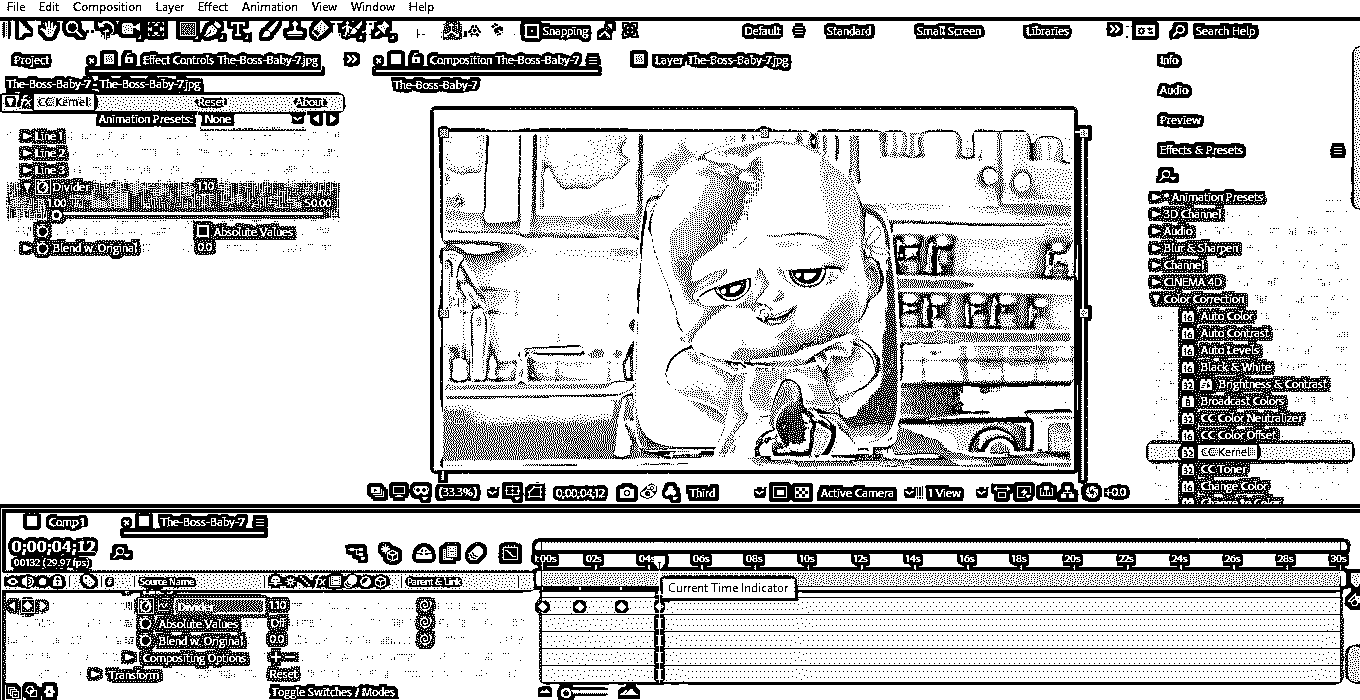 File Edit Composition Layer Effect Animation View Window Help
Snapping Default Standard Small Screen Libraries Search Help
Project Effect Controls The-Boss-Baby-7.jpg Composition The-Boss-Baby-7 Layer The-Boss-Baby-7.jpg Info
The-Boss-Baby-7 The-Boss-Baby-7.jpg The-Boss-Baby-7
fx CC Kernel Reset About
Animation Presets: None
Line 1
Line 2
Line 3
Divider 1.10
1.00 50.00
Absolute Values
Blend w. Original 0.0
Audio
Preview
Effects & Presets
* Animation Presets
3D Channel
Audio
Blur & Sharpen
Channel
CINEMA 4D
Color Correction
Auto Color
Auto Contrast
Auto Levels
Black & White
Brightness & Contrast
Broadcast Colors
CC Color Neutralizer
CC Color Offset
CC Kernel
CC Toner
Change Color
Change to Color
(33.3%) 0;00;04;12 Third Active Camera 1 View +0.0
Comp 1 The-Boss-Baby-7
0;00;04;12
00132 (29.97 fps)
:00s 02s 04s 06s 08s 10s 12s 14s 16s 18s 20s 22s 24s 26s 28s 30s
Source Name Parent & Link
Current Time Indicator
Divider 1.10
Absolute Values Off
Blend w. Original 0.0
Compositing Options
Transform Reset
Toggle Switches / Modes